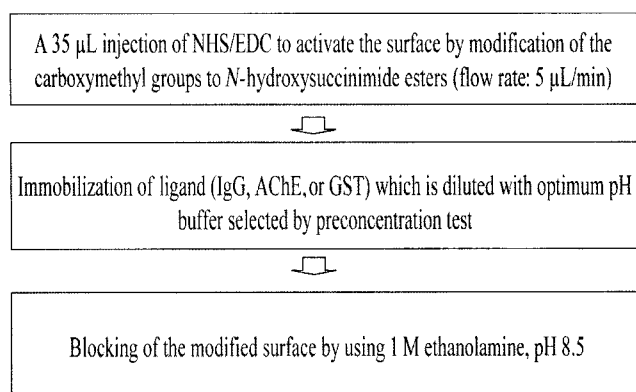 A 35 μL injection of NHS/EDC to activate the surface by modification of the
carboxymethyl groups to N-hydroxysuccinimide esters (flow rate: 5 μL/min)
Immobilization of ligand (IgG, AChE, or GST) which is diluted with optimum pH
buffer selected by preconcentration test
Blocking of the modified surface by using 1 M ethanolamine, pH 8.5